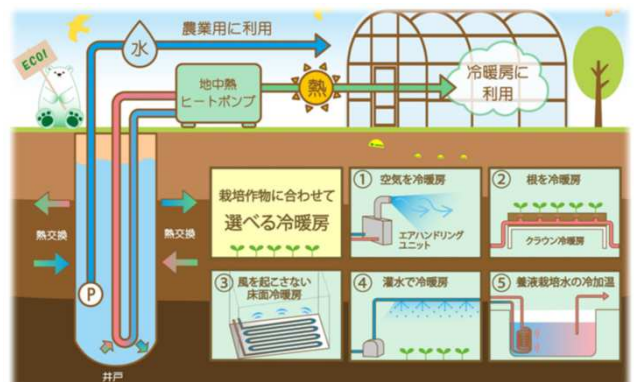 農業用に利用
水
ECO!
地中熱
ヒートポンプ
熱
冷暖房に
利用
熱交換
熱交換
P
井戸
栽培作物に合わせて
選べる冷暖房
① 空気を冷暖房
エアハンドリング
ユニット
② 根を冷暖房
クラウン冷暖房
③ 風を起こさない
床面冷暖房
④ 灌水で冷暖房
⑤ 養液栽培水の冷加温